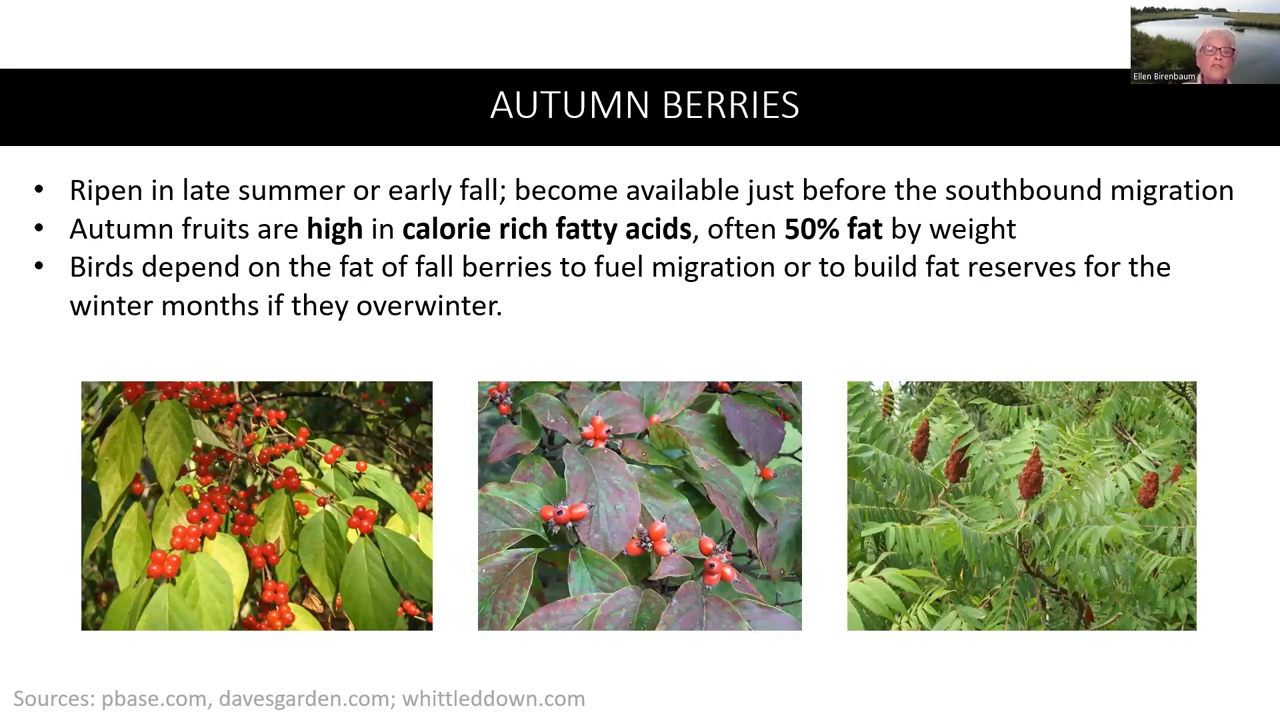 Ellen Birenbaum
AUTUMN BERRIES
• Ripen in late summer or early fall; become available just before the southbound migration
• Autumn fruits are high in calorie rich fatty acids, often 50% fat by weight
• Birds depend on the fat of fall berries to fuel migration or to build fat reserves for the
winter months if they overwinter.
Sources: pbase.com, davesgarden.com; whittleddown.com